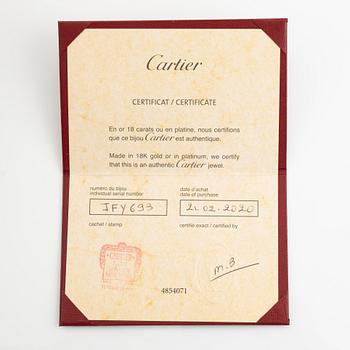 Cartier
CERTIFICAT / CERTIFICATE
En or 18 carats ou en platine, nous certifions
que ce bijou Cartier est authentique.
Made in 18K gold or in platinum, we certify
that this is an authentic Cartier jewel.
numéro du bijou
individual serial number
date d'achat
date of purchase
IFY693
21.02.2020
cachet / stamp
certifié exact / certified by
CARTIER
m.B
4854071